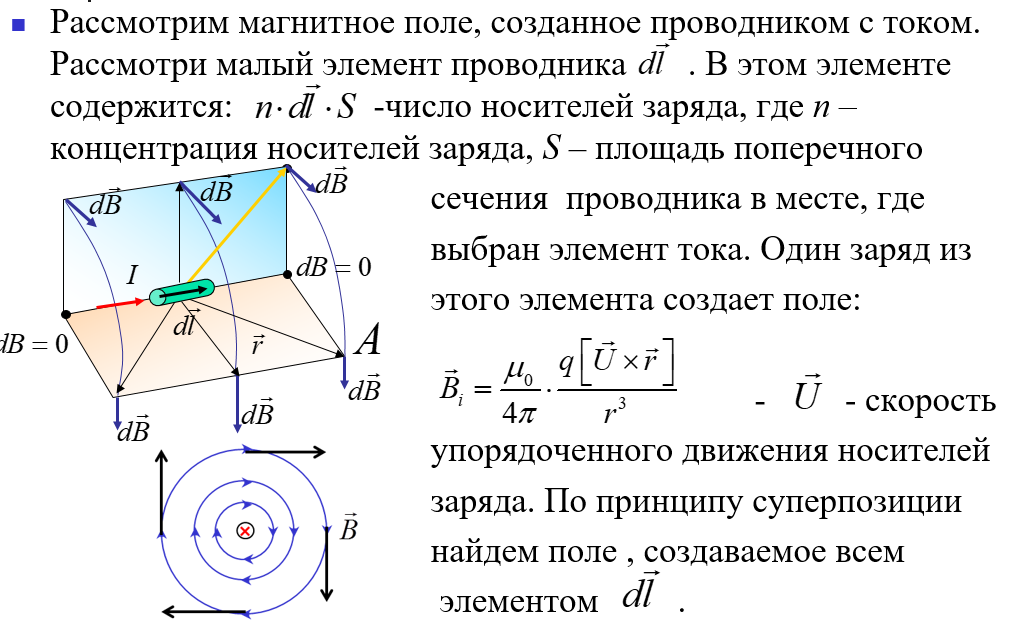 Рассмотрим магнитное поле, созданное проводником с током.
Рассмотри малый элемент проводника dl⃗ . В этом элементе
содержится: n · dl⃗ · S -число носителей заряда, где n –
концентрация носителей заряда, S – площадь поперечного
сечения проводника в месте, где
выбран элемент тока. Один заряд из
этого элемента создает поле:
B⃗ᵢ = μ₀/4π · q[U⃗ × r⃗]/r³ - U⃗ - скорость
упорядоченного движения носителей
заряда. По принципу суперпозиции
найдем поле , создаваемое всем
элементом dl⃗ .
dB⃗
dB⃗
dB⃗
I
dB = 0
dl⃗
dB = 0
r⃗
A
dB⃗
dB⃗
dB⃗
B⃗